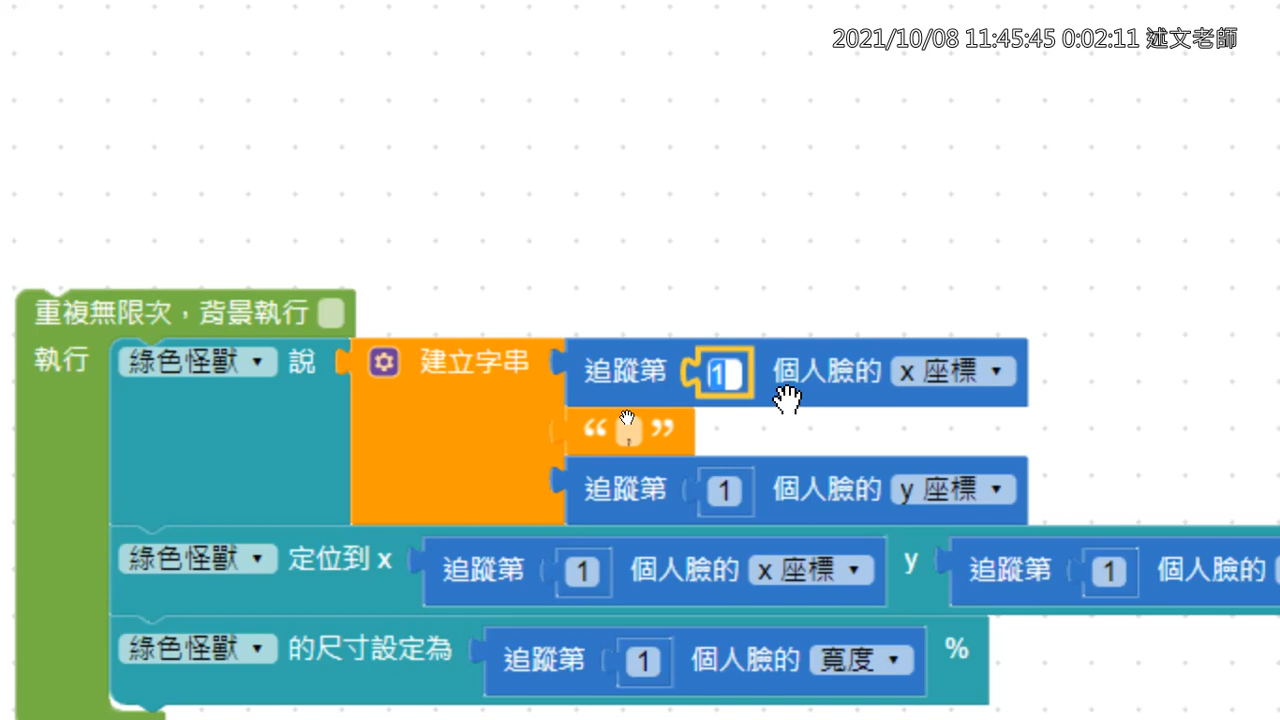 2021/10/08 11:45:45 0:02:11 述文老師
重複無限次，背景執行
執行 綠色怪獸 說 建立字串 追蹤第 1 個人臉的 x 座標
“ , ”
追蹤第 1 個人臉的 y 座標
綠色怪獸 定位到 x 追蹤第 1 個人臉的 x 座標 y 追蹤第 1 個人臉的
綠色怪獸 的尺寸設定為 追蹤第 1 個人臉的 寬度 %